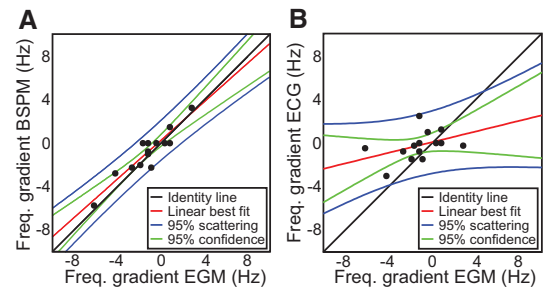 A
Freq. gradient BSPM (Hz)
8
4
0
-4
-8
-8 -4 0 4 8
Freq. gradient EGM (Hz)
Identity line
Linear best fit
95% scattering
95% confidence
B
Freq. gradient ECG (Hz)
8
4
0
-4
-8
-8 -4 0 4 8
Freq. gradient EGM (Hz)
Identity line
Linear best fit
95% scattering
95% confidence